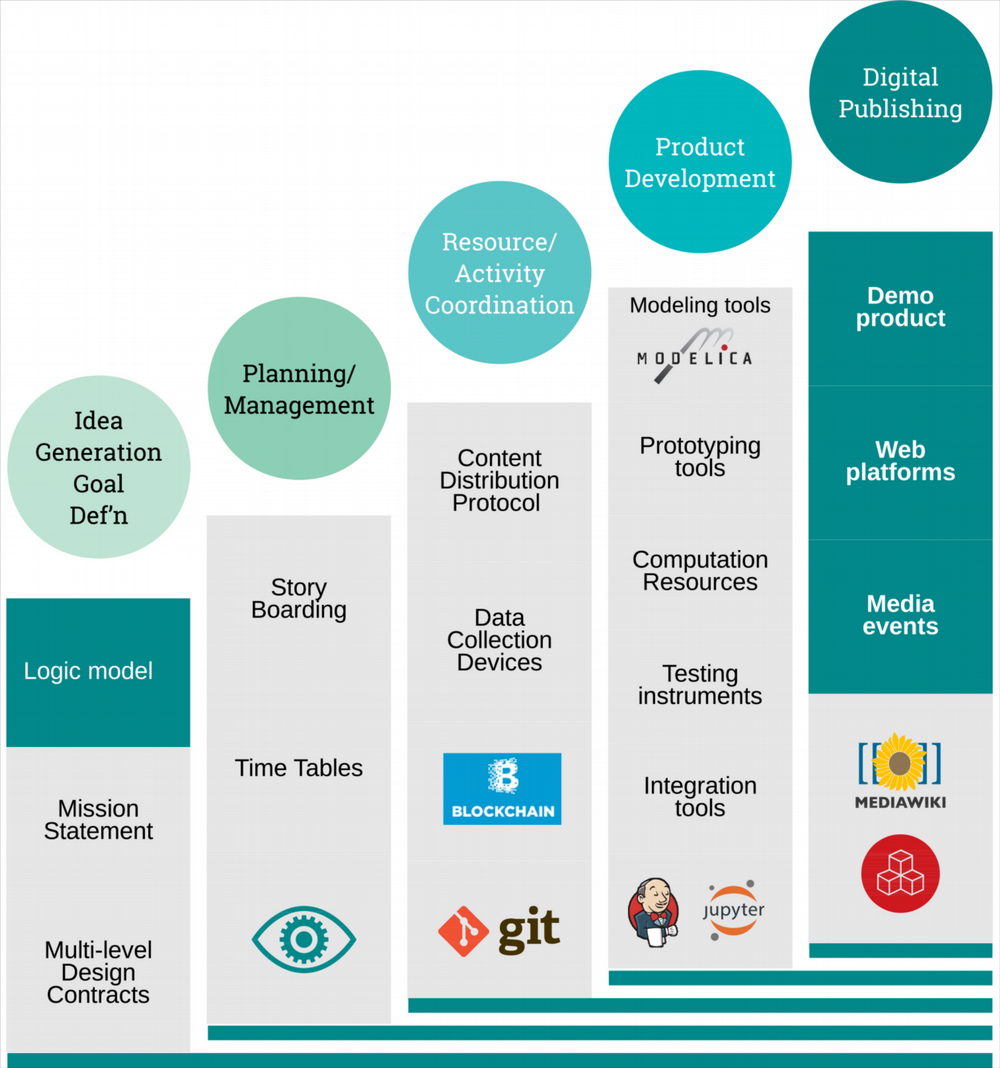 Idea
Generation
Goal
Def’n
Logic model
Mission
Statement
Multi-level
Design
Contracts
Planning/
Management
Story
Boarding
Time Tables
Resource/
Activity
Coordination
Content
Distribution
Protocol
Data
Collection
Devices
BLOCKCHAIN
git
Product
Development
Modeling tools
MODELICA
Prototyping
tools
Computation
Resources
Testing
instruments
Integration
tools
jupyter
Digital
Publishing
Demo
product
Web
platforms
Media
events
MEDIAWIKI